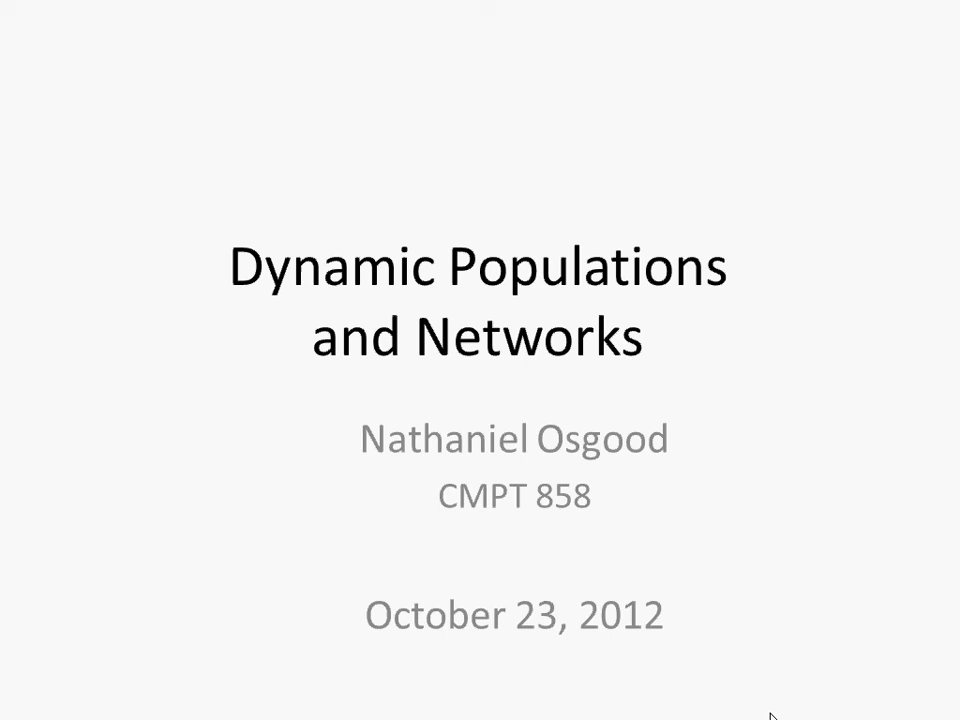 Dynamic Populations
and Networks
Nathaniel Osgood
CMPT 858
October 23, 2012